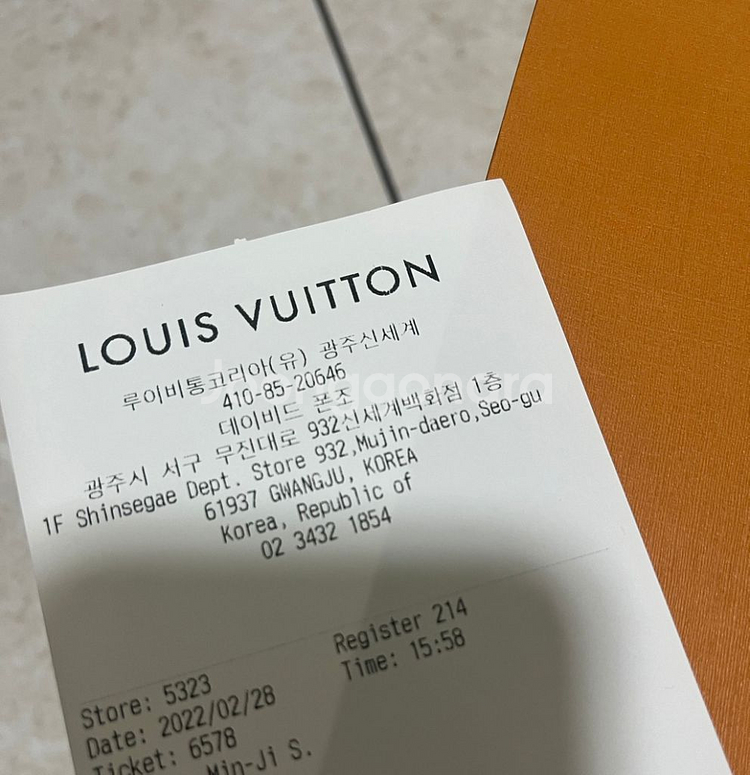 LOUIS VUITTON
루이비통코리아(유) 광주신세계
410-85-20646
데이비드 폰조
광주시 서구 무진대로 932신세계백화점 1층
1F Shinsegae Dept. Store 932,Mujin-daero,Seo-gu
61937 GWANGJU, KOREA
Korea, Republic of
02 3432 1854
Register 214
Store: 5323 Time: 15:58
Date: 2022/02/28
Ticket: 6578
Min-Ji S.